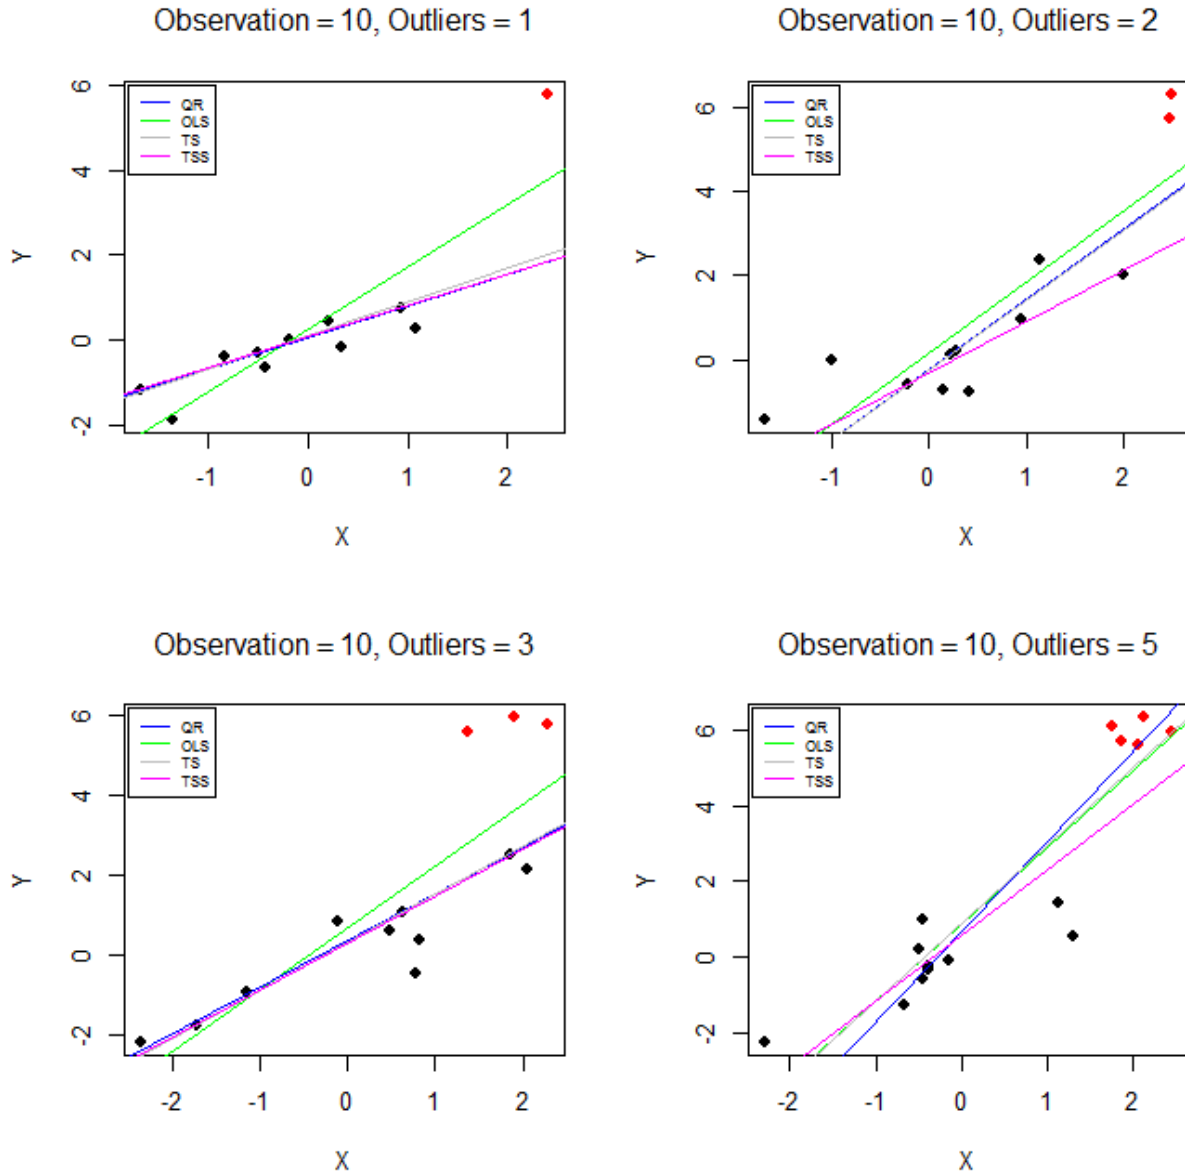 Observation = 10, Outliers = 1
6
4
2
0
-2
Y
QR
OLS
TS
TSS
-1
0
1
2
X
Observation = 10, Outliers = 2
6
4
2
0
Y
QR
OLS
TS
TSS
-1
0
1
2
X
Observation = 10, Outliers = 3
6
4
2
0
-2
Y
QR
OLS
TS
TSS
-2
-1
0
1
2
X
Observation = 10, Outliers = 5
6
4
2
0
-2
Y
QR
OLS
TS
TSS
-2
-1
0
1
2
X